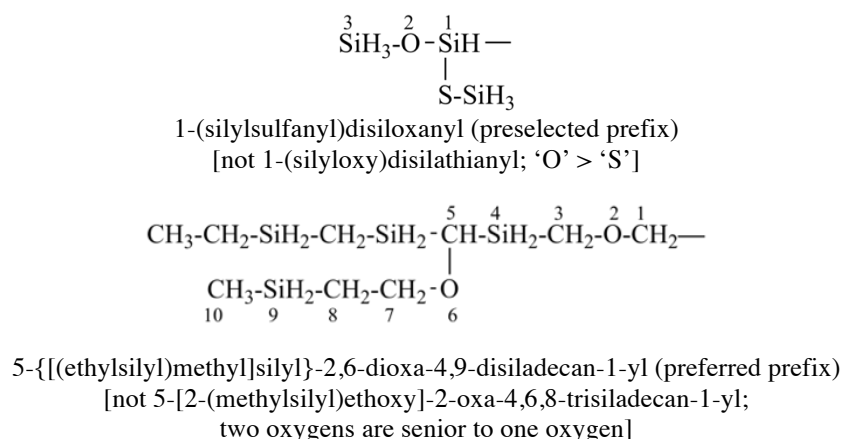 3 2 1
SiH3-O-SiH—
S-SiH3
1-(silylsulfanyl)disiloxanyl (preselected prefix)
[not 1-(silyloxy)disilathianyl; ‘O’ > ‘S’]
5 4 3 2 1
CH3-CH2-SiH2-CH2-SiH2-CH-SiH2-CH2-O-CH2—
CH3-SiH2-CH2-CH2-O
10 9 8 7 6
5-{[(ethylsilyl)methyl]silyl}-2,6-dioxa-4,9-disiladecan-1-yl (preferred prefix)
[not 5-[2-(methylsilyl)ethoxy]-2-oxa-4,6,8-trisiladecan-1-yl;
two oxygens are senior to one oxygen]